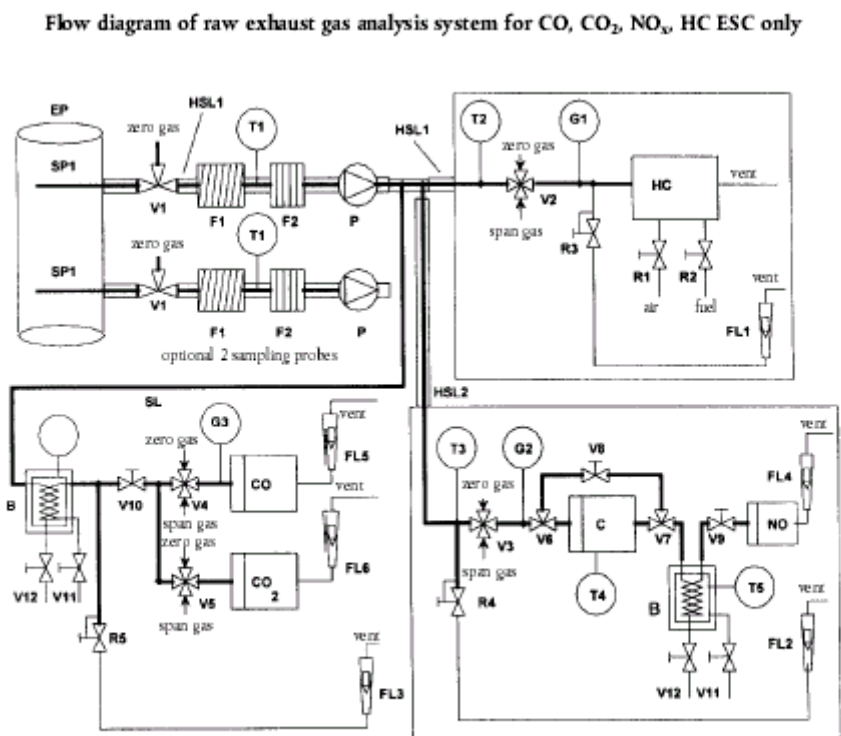 Flow diagram of raw exhaust gas analysis system for CO, CO₂, NOₓ, HC ESC only
EP
zero gas
HSL1
T1
SP1
V1
F1
F2
P
HSL1
T2
zero gas
G1
V2
span gas
HC
vent
R3
R1
R2
air
fuel
vent
FL1
zero gas
T1
SP1
V1
F1
F2
P
optional 2 sampling probes
SL
HSL2
G3
zero gas
vent
FL5
CO
vent
B
V10
V4
span gas
zero gas
CO
2
FL6
V12
V11
V5
span gas
R5
vent
FL3
T3
G2
V8
vent
FL4
zero gas
V3
V6
C
V7
V9
NO
span gas
T4
T5
R4
B
vent
FL2
V12
V11